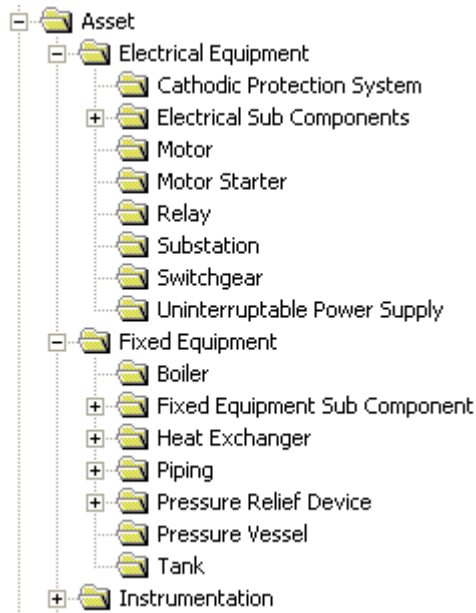 Asset
Electrical Equipment
Cathodic Protection System
Electrical Sub Components
Motor
Motor Starter
Relay
Substation
Switchgear
Uninterruptable Power Supply
Fixed Equipment
Boiler
Fixed Equipment Sub Component
Heat Exchanger
Piping
Pressure Relief Device
Pressure Vessel
Tank
Instrumentation